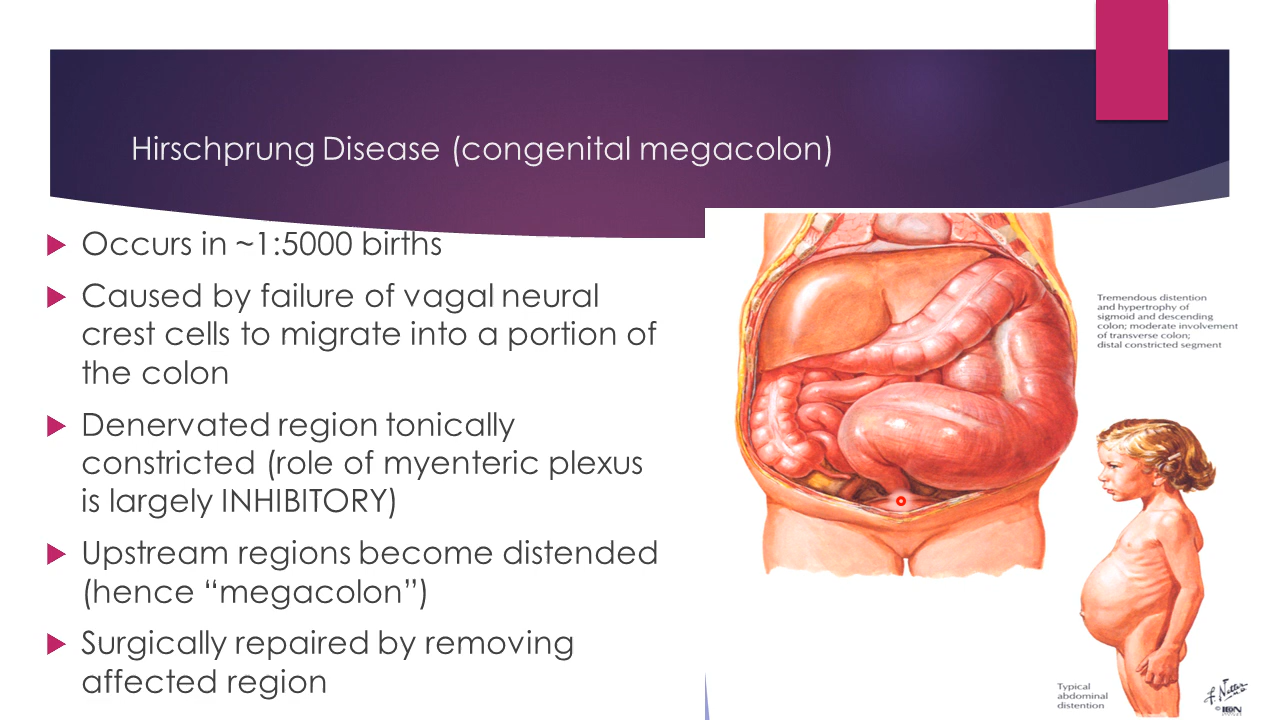 Hirschprung Disease (congenital megacolon)
Occurs in ~1:5000 births
Caused by failure of vagal neural
crest cells to migrate into a portion of
the colon
Denervated region tonically
constricted (role of myenteric plexus
is largely INHIBITORY)
Upstream regions become distended
(hence “megacolon”)
Surgically repaired by removing
affected region
Tremendous distention
and hypertrophy of
sigmoid and descending
colon; moderate involvement
of transverse colon;
distal constricted segment
Typical
abdominal
distention